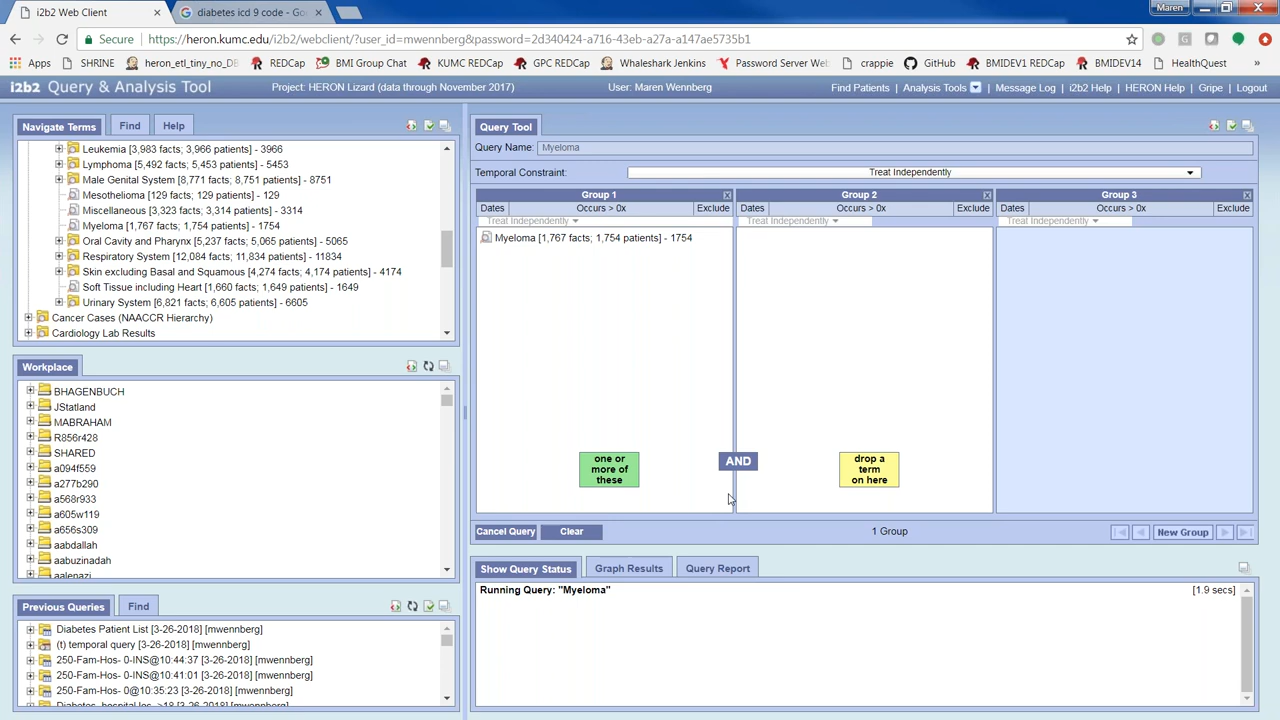 i2b2 Web Client
diabetes icd 9 code - Go
Maren
Secure
https://heron.kumc.edu/i2b2/webclient/?user_id=mwennberg&password=2d340424-a716-43eb-a27a-a147ae5735b1
Apps
SHRINE
heron_etl_tiny_no_DB
REDCap
BMI Group Chat
KUMC REDCap
GPC REDCap
Whaleshark Jenkins
Password Server Web
crappie
GitHub
BMIDEV1 REDCap
BMIDEV14
HealthQuest
»
i2b2 Query & Analysis Tool
Project: HERON Lizard (data through November 2017)
User: Maren Wennberg
Find Patients | Analysis Tools | Message Log | i2b2 Help | HERON Help | Gripe | Logout
Navigate Terms
Find
Help
Leukemia [3,983 facts; 3,966 patients] - 3966
Lymphoma [5,492 facts; 5,453 patients] - 5453
Male Genital System [8,771 facts; 8,751 patients] - 8751
Mesothelioma [129 facts; 129 patients] - 129
Miscellaneous [3,323 facts; 3,314 patients] - 3314
Myeloma [1,767 facts; 1,754 patients] - 1754
Oral Cavity and Pharynx [5,237 facts; 5,065 patients] - 5065
Respiratory System [12,084 facts; 11,834 patients] - 11834
Skin excluding Basal and Squamous [4,274 facts; 4,174 patients] - 4174
Soft Tissue including Heart [1,660 facts; 1,649 patients] - 1649
Urinary System [6,821 facts; 6,605 patients] - 6605
Cancer Cases (NAACCR Hierarchy)
Cardiology Lab Results
Workplace
BHAGENBUCH
JStatland
MABRAHAM
R856r428
SHARED
a094f559
a277b290
a568r933
a605w119
a656s309
aabdallah
aabuzinadah
aalenazi
Previous Queries
Find
Diabetes Patient List [3-26-2018] [mwennberg]
(t) temporal query [3-26-2018] [mwennberg]
250-Fam-Hos- 0-INS@10:44:37 [3-26-2018] [mwennberg]
250-Fam-Hos- 0-INS@10:41:01 [3-26-2018] [mwennberg]
250-Fam-Hos- 0@10:35:23 [3-26-2018] [mwennberg]
Query Tool
Query Name: Myeloma
Temporal Constraint: Treat Independently
Group 1
Group 2
Group 3
Dates Occurs > 0x Exclude
Dates Occurs > 0x Exclude
Dates Occurs > 0x Exclude
Treat Independently
Treat Independently
Treat Independently
Myeloma [1,767 facts; 1,754 patients] - 1754
one or
more of
these
AND
drop a
term
on here
Cancel Query
Clear
1 Group
New Group
Show Query Status
Graph Results
Query Report
Running Query: "Myeloma" [1.9 secs]